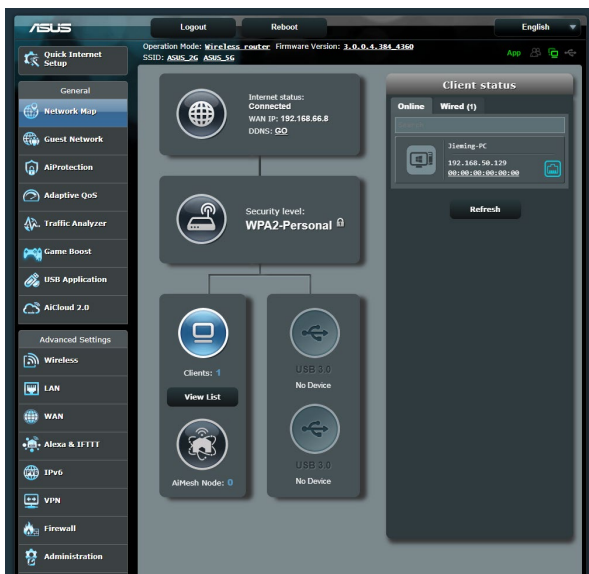 ASUS
Logout
Reboot
English
Quick Internet
Setup
Operation Mode: Wireless router Firmware Version: 3.0.0.4.384_4360
SSID: ASUS_2G ASUS_5G
App
General
Network Map
Guest Network
AiProtection
Adaptive QoS
Traffic Analyzer
Game Boost
USB Application
AiCloud 2.0
Advanced Settings
Wireless
LAN
WAN
Alexa & IFTTT
IPv6
VPN
Firewall
Administration
Internet status:
Connected
WAN IP: 192.168.66.8
DDNS: GO
Security level:
WPA2-Personal
Clients: 1
View List
AiMesh Node: 0
USB 3.0
No Device
USB 3.0
No Device
Client status
Online
Wired (1)
Jieming-PC
192.168.50.129
00:00:00:00:00:00
Refresh